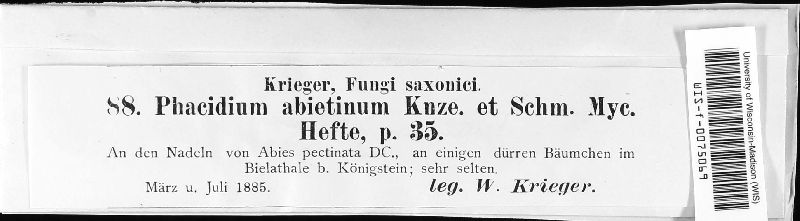 Krieger, Fungi saxonici.
88. Phacidium abietinum Knze. et Schm. Myc.
Hefte, p. 35.
An den Nadeln von Abies pectinata DC., an einigen dürren Bäumchen im
Bielathale b. Königstein; sehr selten.
März u. Juli 1885. leg. W. Krieger.
University of Wisconsin-Madison (WIS)
WIS-f-0075069